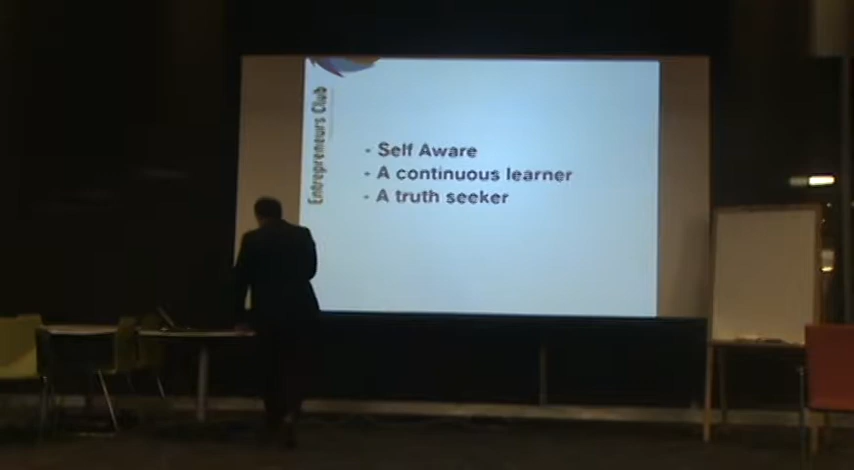 Entrepreneurs Club
- Self Aware
- A continuous learner
- A truth seeker